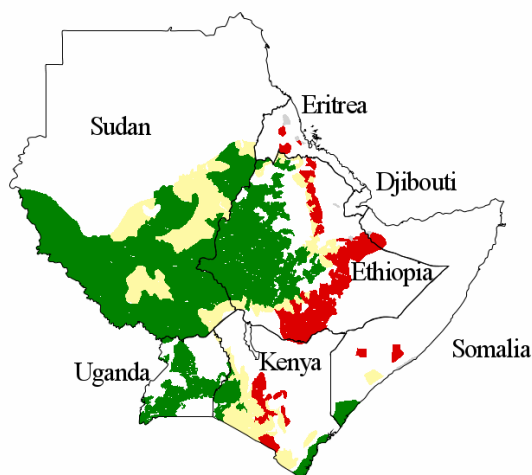 Eritrea
Sudan
Djibouti
Ethiopia
Somalia
Kenya
Uganda